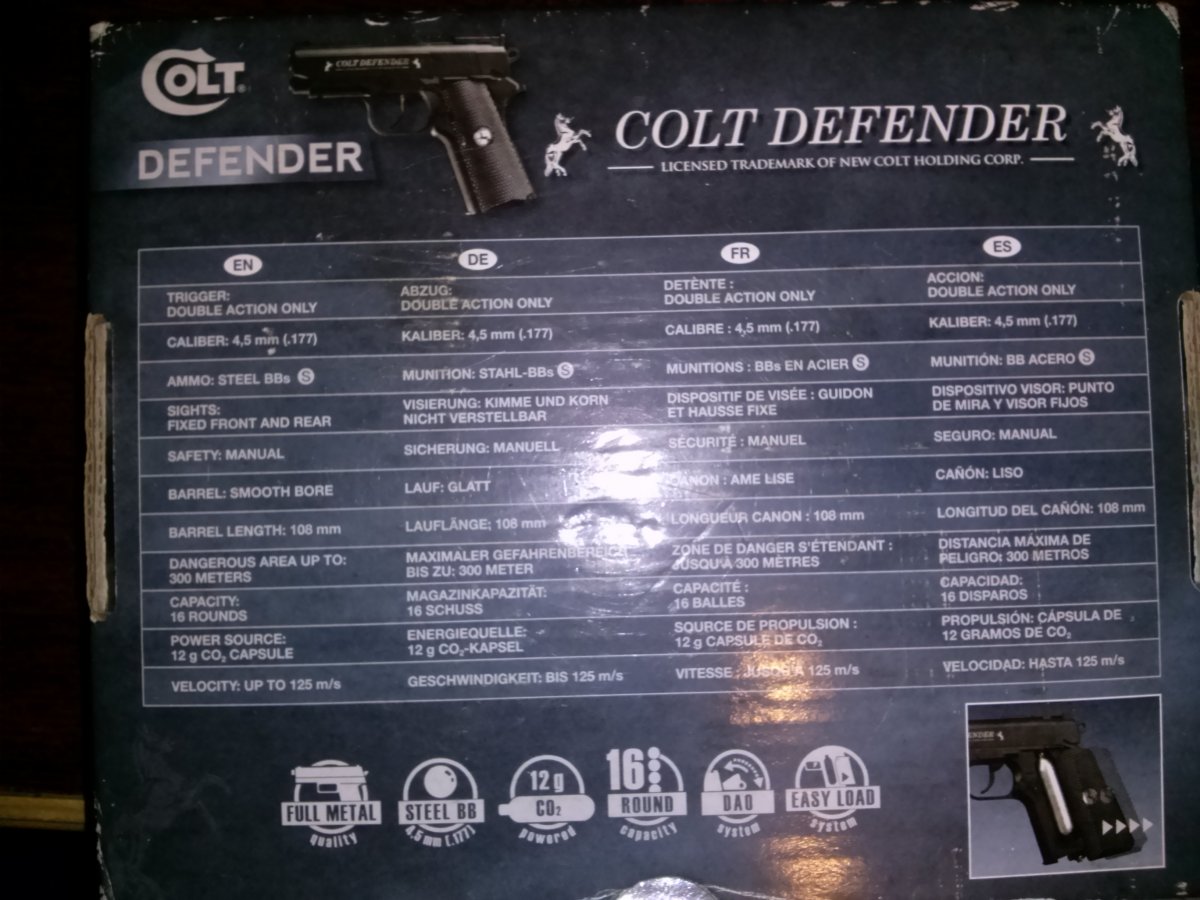 COLT
DEFENDER
COLT DEFENDER
COLT DEFENDER
LICENSED TRADEMARK OF NEW COLT HOLDING CORP.
EN DE FR ES
TRIGGER:
DOUBLE ACTION ONLY
ABZUG:
DOUBLE ACTION ONLY
DETÈNTE :
DOUBLE ACTION ONLY
ACCION:
DOUBLE ACTION ONLY
CALIBER: 4,5 mm (.177)
KALIBER: 4,5 mm (.177)
CALIBRE : 4,5 mm (.177)
KALIBER: 4,5 mm (.177)
AMMO: STEEL BBs S
MUNITION: STAHL-BBs S
MUNITIONS : BBs EN ACIER S
MUNITIÓN: BB ACERO S
SIGHTS:
FIXED FRONT AND REAR
VISIERUNG: KIMME UND KORN
NICHT VERSTELLBAR
DISPOSITIF DE VISÉE : GUIDON
ET HAUSSE FIXE
DISPOSITIVO VISOR: PUNTO
DE MIRA Y VISOR FIJOS
SAFETY: MANUAL
SICHERUNG: MANUELL
SÉCURITÉ : MANUEL
SEGURO: MANUAL
BARREL: SMOOTH BORE
LAUF: GLATT
CANON : AME LISE
CAÑÓN: LISO
BARREL LENGTH: 108 mm
LAUFLÄNGE: 108 mm
LONGUEUR CANON : 108 mm
LONGITUD DEL CAÑÓN: 108 mm
DANGEROUS AREA UP TO:
300 METERS
MAXIMALER GEFAHRENBEREICH
BIS ZU: 300 METER
ZONE DE DANGER S'ÉTENDANT :
JUSQU'À 300 MÈTRES
DISTANCIA MÁXIMA DE
PELIGRO: 300 METROS
CAPACITY:
16 ROUNDS
MAGAZINKAPAZITÄT:
16 SCHUSS
CAPACITÉ :
16 BALLES
CAPACIDAD:
16 DISPAROS
POWER SOURCE:
12 g CO₂ CAPSULE
ENERGIEQUELLE:
12 g CO₂-KAPSEL
SOURCE DE PROPULSION :
12 g CAPSULE DE CO₂
PROPULSIÓN: CÁPSULA DE
12 GRAMOS DE CO₂
VELOCITY: UP TO 125 m/s
GESCHWINDIGKEIT: BIS 125 m/s
VITESSE : JUSQU'À 125 m/s
VELOCIDAD: HASTA 125 m/s
FULL METAL
quality
STEEL BB
4,5 mm (.177)
12 g
CO₂
powered
16
ROUND
capacity
DAO
system
EASY LOAD
system
ENDER